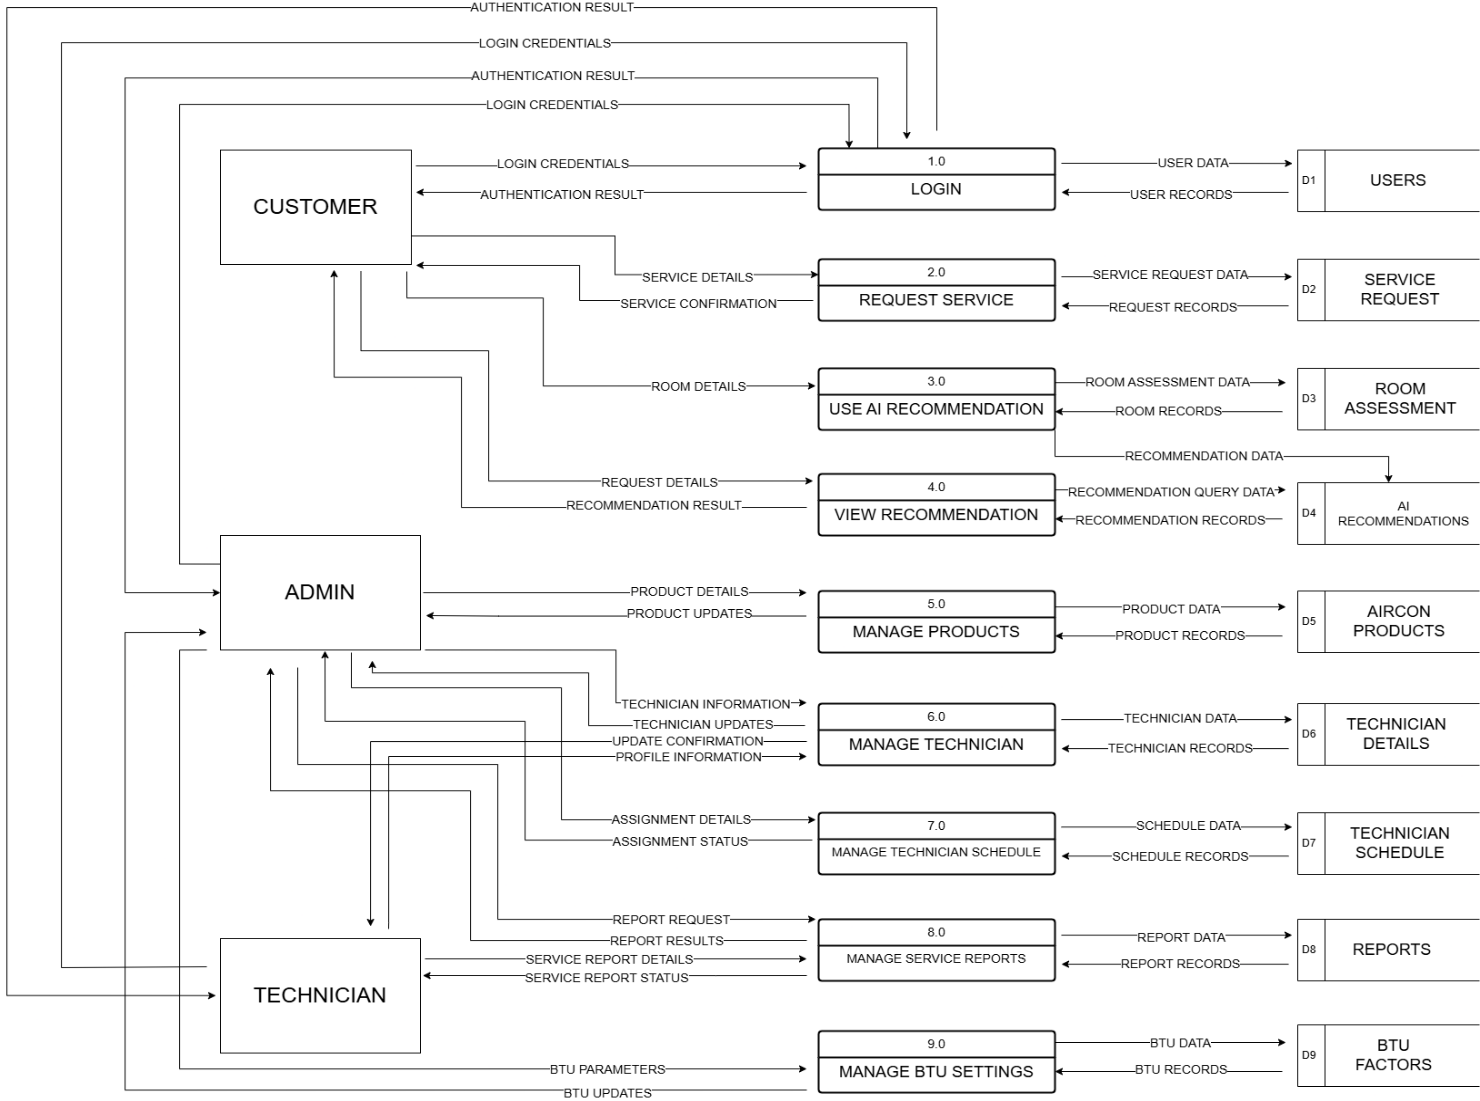 AUTHENTICATION RESULT
LOGIN CREDENTIALS
AUTHENTICATION RESULT
LOGIN CREDENTIALS
CUSTOMER
LOGIN CREDENTIALS
AUTHENTICATION RESULT
1.0
LOGIN
USER DATA
USER RECORDS
D1
USERS
SERVICE DETAILS
SERVICE CONFIRMATION
2.0
REQUEST SERVICE
SERVICE REQUEST DATA
REQUEST RECORDS
D2
SERVICE
REQUEST
ROOM DETAILS
3.0
USE AI RECOMMENDATION
ROOM ASSESSMENT DATA
ROOM RECORDS
D3
ROOM
ASSESSMENT
RECOMMENDATION DATA
REQUEST DETAILS
RECOMMENDATION RESULT
4.0
VIEW RECOMMENDATION
RECOMMENDATION QUERY DATA
RECOMMENDATION RECORDS
D4
AI
RECOMMENDATIONS
ADMIN
PRODUCT DETAILS
PRODUCT UPDATES
5.0
MANAGE PRODUCTS
PRODUCT DATA
PRODUCT RECORDS
D5
AIRCON
PRODUCTS
TECHNICIAN INFORMATION
TECHNICIAN UPDATES
UPDATE CONFIRMATION
PROFILE INFORMATION
6.0
MANAGE TECHNICIAN
TECHNICIAN DATA
TECHNICIAN RECORDS
D6
TECHNICIAN
DETAILS
ASSIGNMENT DETAILS
ASSIGNMENT STATUS
7.0
MANAGE TECHNICIAN SCHEDULE
SCHEDULE DATA
SCHEDULE RECORDS
D7
TECHNICIAN
SCHEDULE
REPORT REQUEST
REPORT RESULTS
SERVICE REPORT DETAILS
SERVICE REPORT STATUS
8.0
MANAGE SERVICE REPORTS
REPORT DATA
REPORT RECORDS
D8
REPORTS
TECHNICIAN
BTU PARAMETERS
BTU UPDATES
9.0
MANAGE BTU SETTINGS
BTU DATA
BTU RECORDS
D9
BTU
FACTORS